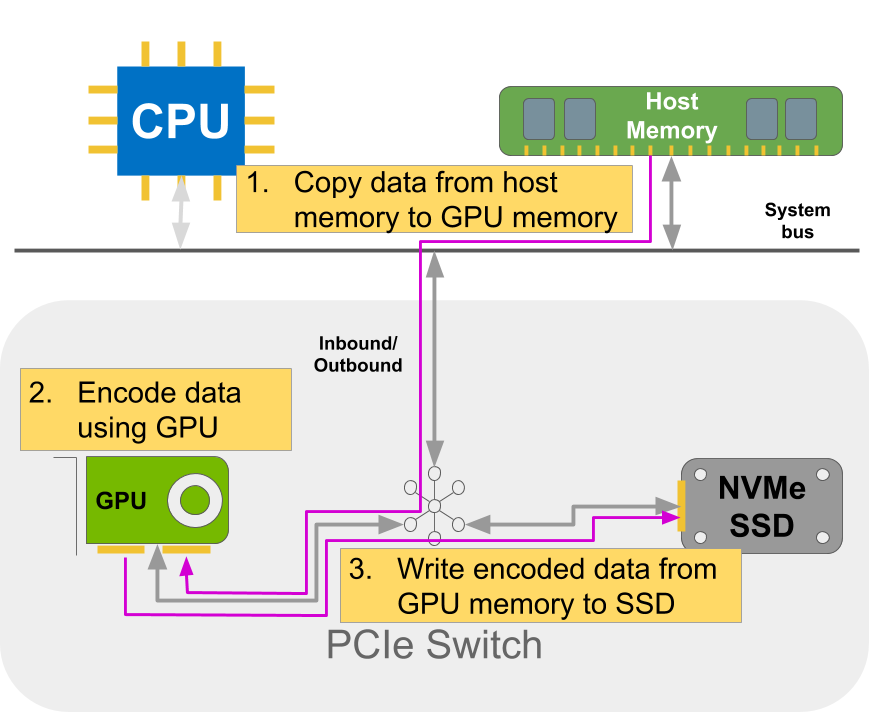 CPU
Host
Memory
1. Copy data from host
memory to GPU memory
System
bus
Inbound/
Outbound
2. Encode data
using GPU
GPU
NVMe
SSD
3. Write encoded data from
GPU memory to SSD
PCIe Switch